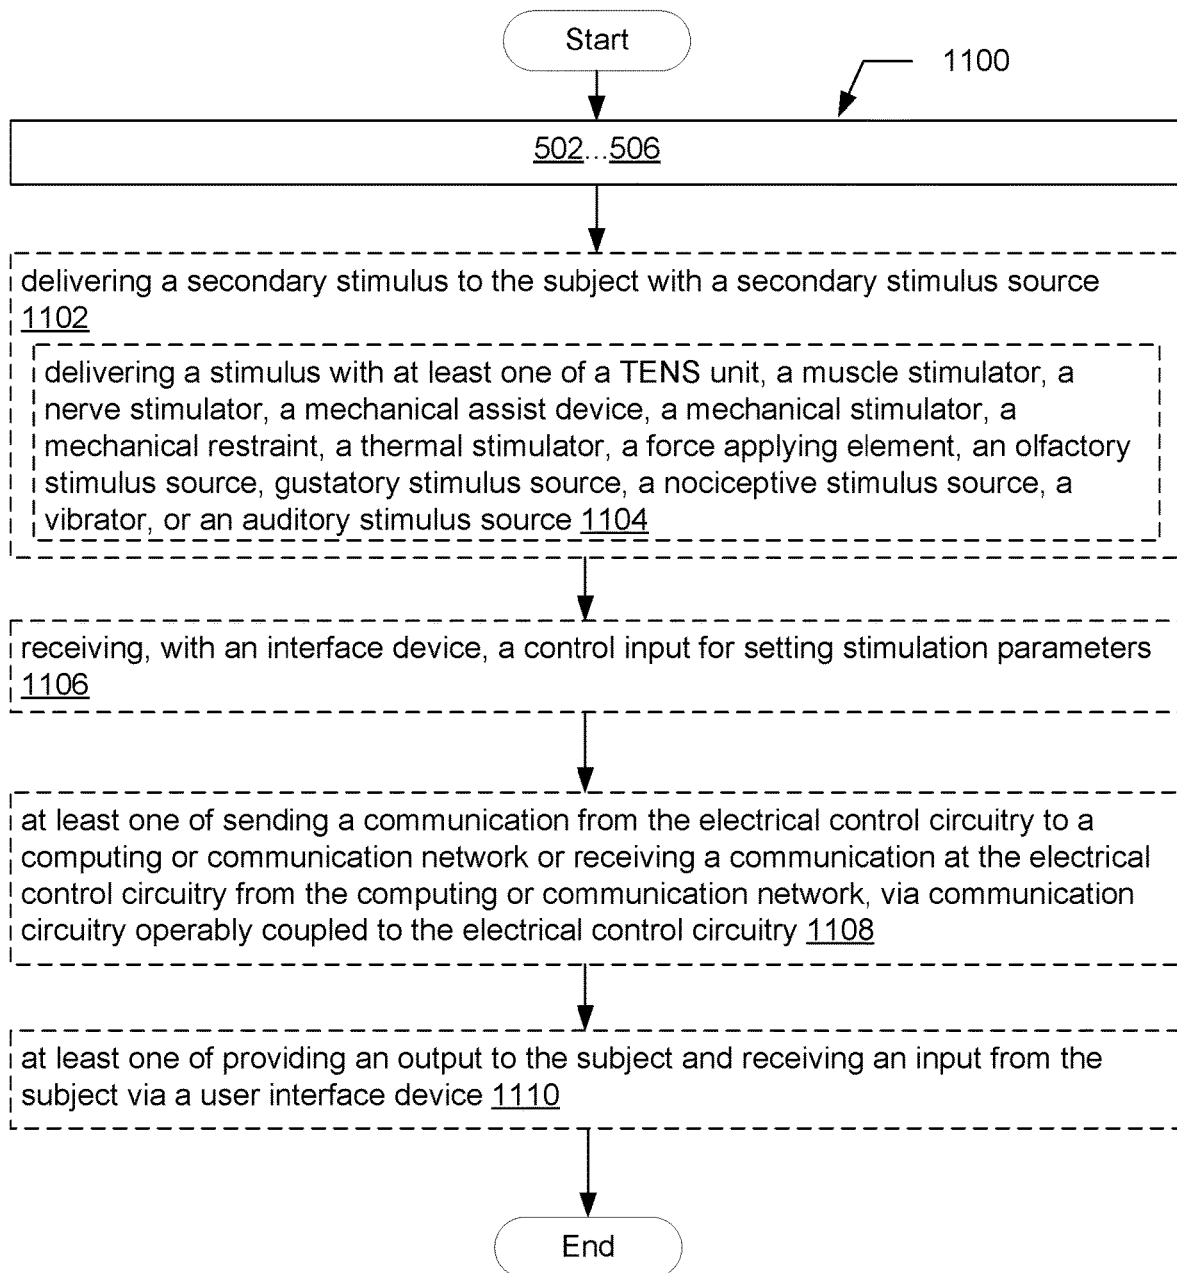 Start
1100
502...506
delivering a secondary stimulus to the subject with a secondary stimulus source
1102
delivering a stimulus with at least one of a TENS unit, a muscle stimulator, a
nerve stimulator, a mechanical assist device, a mechanical stimulator, a
mechanical restraint, a thermal stimulator, a force applying element, an olfactory
stimulus source, gustatory stimulus source, a nociceptive stimulus source, a
vibrator, or an auditory stimulus source 1104
receiving, with an interface device, a control input for setting stimulation parameters
1106
at least one of sending a communication from the electrical control circuitry to a
computing or communication network or receiving a communication at the electrical
control circuitry from the computing or communication network, via communication
circuitry operably coupled to the electrical control circuitry 1108
at least one of providing an output to the subject and receiving an input from the
subject via a user interface device 1110
End